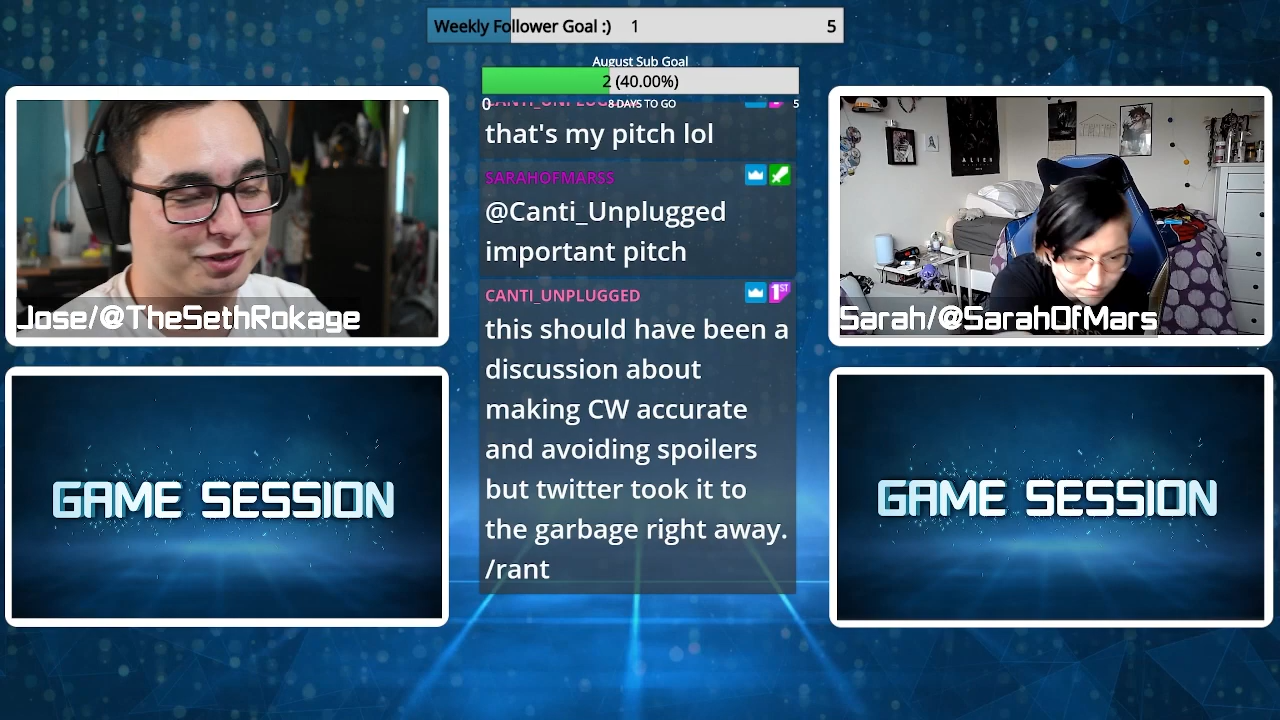 Weekly Follower Goal :) 1 5
August Sub Goal
2 (40.00%)
0 8 DAYS TO GO 5
CANTI_UNPLUGGED
that's my pitch lol
SARAHOFMARSS
@Canti_Unplugged
important pitch
CANTI_UNPLUGGED
1ST
this should have been a
discussion about
making CW accurate
and avoiding spoilers
but twitter took it to
the garbage right away.
/rant
Jose/@TheSethRokage
ALIEN
Sarah/@SarahOfMars
GAME SESSION
GAME SESSION